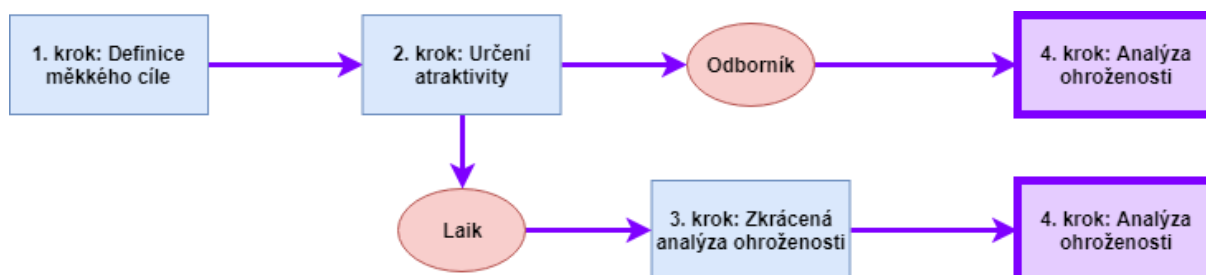 1. krok: Definice
měkkého cíle
2. krok: Určení
atraktivity
Odborník
4. krok: Analýza
ohroženosti
Laik
3. krok: Zkrácená
analýza ohroženosti
4. krok: Analýza
ohroženosti